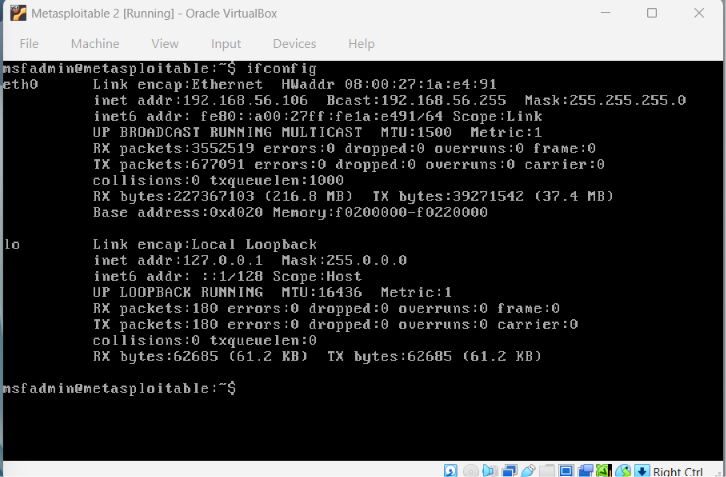 Metasploitable 2 [Running] - Oracle VirtualBox
File Machine View Input Devices Help
msfadmin@metasploitable:~$ ifconfig
eth0 Link encap:Ethernet HWaddr 08:00:27:1a:e4:91
inet addr:192.168.56.106 Bcast:192.168.56.255 Mask:255.255.255.0
inet6 addr: fe80::a00:27ff:fe1a:e491/64 Scope:Link
UP BROADCAST RUNNING MULTICAST MTU:1500 Metric:1
RX packets:3552519 errors:0 dropped:0 overruns:0 frame:0
TX packets:677091 errors:0 dropped:0 overruns:0 carrier:0
collisions:0 txqueuelen:1000
RX bytes:227367103 (216.8 MB) TX bytes:39271542 (37.4 MB)
Base address:0xd020 Memory:f0200000-f0220000
lo Link encap:Local Loopback
inet addr:127.0.0.1 Mask:255.0.0.0
inet6 addr: ::1/128 Scope:Host
UP LOOPBACK RUNNING MTU:16436 Metric:1
RX packets:180 errors:0 dropped:0 overruns:0 frame:0
TX packets:180 errors:0 dropped:0 overruns:0 carrier:0
collisions:0 txqueuelen:0
RX bytes:62685 (61.2 KB) TX bytes:62685 (61.2 KB)
msfadmin@metasploitable:~$
Right Ctrl